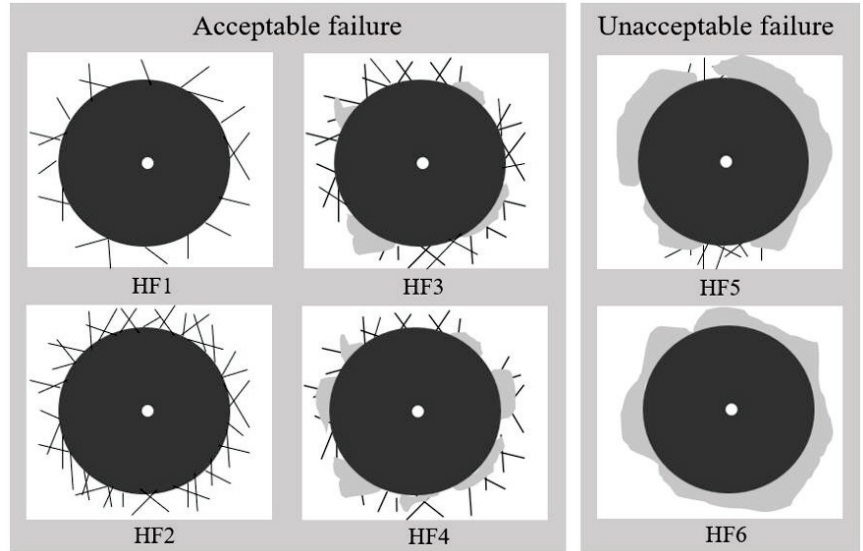 Acceptable failure
Unacceptable failure
HF1
HF3
HF5
HF2
HF4
HF6